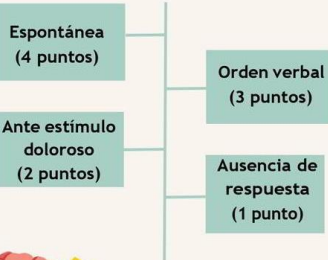 Espontánea
(4 puntos)
Orden verbal
(3 puntos)
Ante estímulo
doloroso
(2 puntos)
Ausencia de
respuesta
(1 punto)